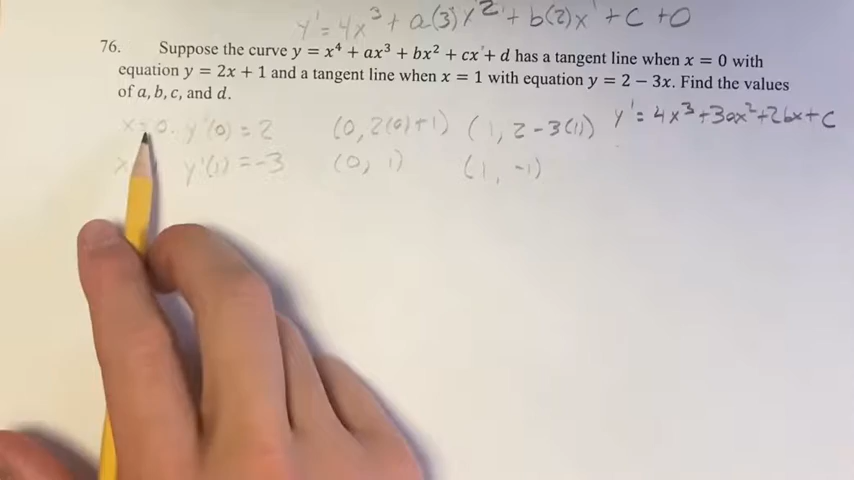 y' = 4x³ + a(3)x² + b(2)x' + c + 0
76. Suppose the curve y = x⁴ + ax³ + bx² + cx + d has a tangent line when x = 0 with
equation y = 2x + 1 and a tangent line when x = 1 with equation y = 2 − 3x. Find the values
of a, b, c, and d.
y' = 4x³+3ax²+2bx+c
x=0. y'(0) = 2 (0, 2(0)+1) (1, 2-3(1))
x y'(1) = -3 (0, 1) (1, -1)